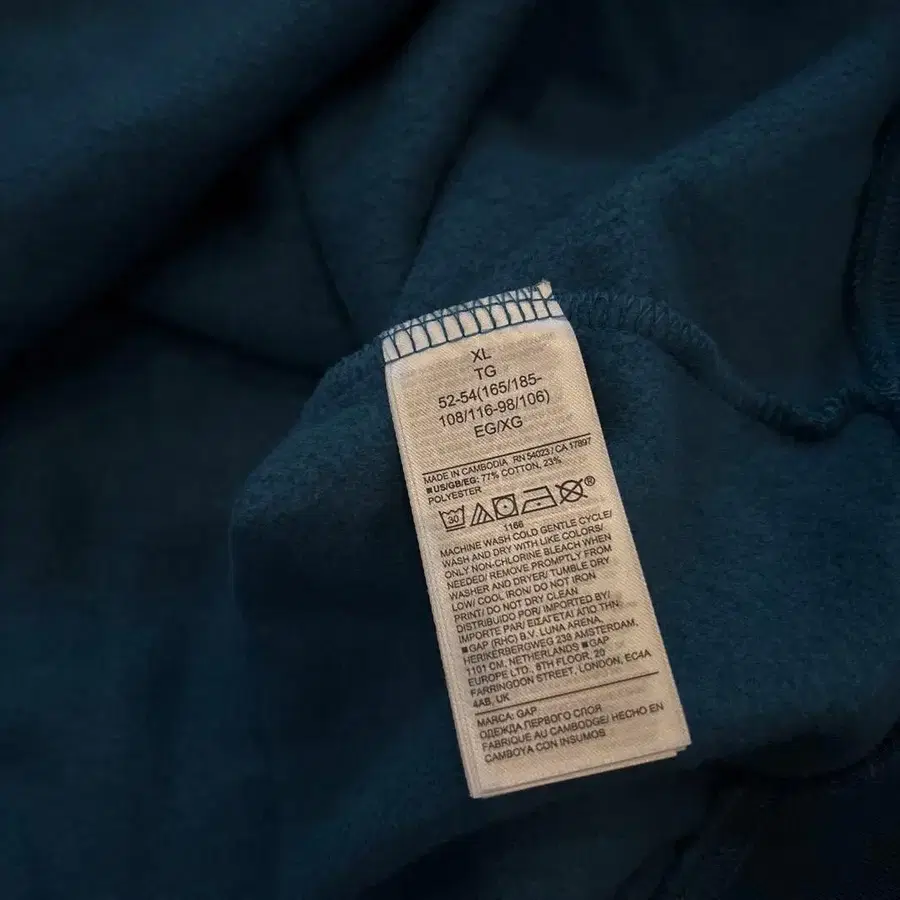 XL
TG
52-54(165/185-
108/116-98/106)
EG/XG
MADE IN CAMBODIA RN 54023 / CA 17897
■US/GB/EG: 77% COTTON, 23%
POLYESTER
30 ®
1166
MACHINE WASH COLD GENTLE CYCLE/
WASH AND DRY WITH LIKE COLORS/
ONLY NON-CHLORINE BLEACH WHEN
NEEDED/ REMOVE PROMPTLY FROM
WASHER AND DRYER/ TUMBLE DRY
LOW/ COOL IRON/ DO NOT IRON
PRINT/ DO NOT DRY CLEAN
DISTRIBUIDO POR/ IMPORTED BY/
IMPORTE PAR/ ΕΙΣΑΓΕΤΑΙ ΑΠΟ ΤΗΝ:
■GAP (RHC) B.V. LUNA ARENA,
HERIKERBERGWEG 238 AMSTERDAM,
1101 CM, NETHERLANDS ■GAP
EUROPE LTD. 8TH FLOOR, 20
FARRINGDON STREET, LONDON, EC4A
4AB, UK
MARCA: GAP
ОДЕЖДА ПЕРВОГО СЛОЯ
FABRIQUE AU CAMBODGE/ HECHO EN
CAMBOYA CON INSUMOS